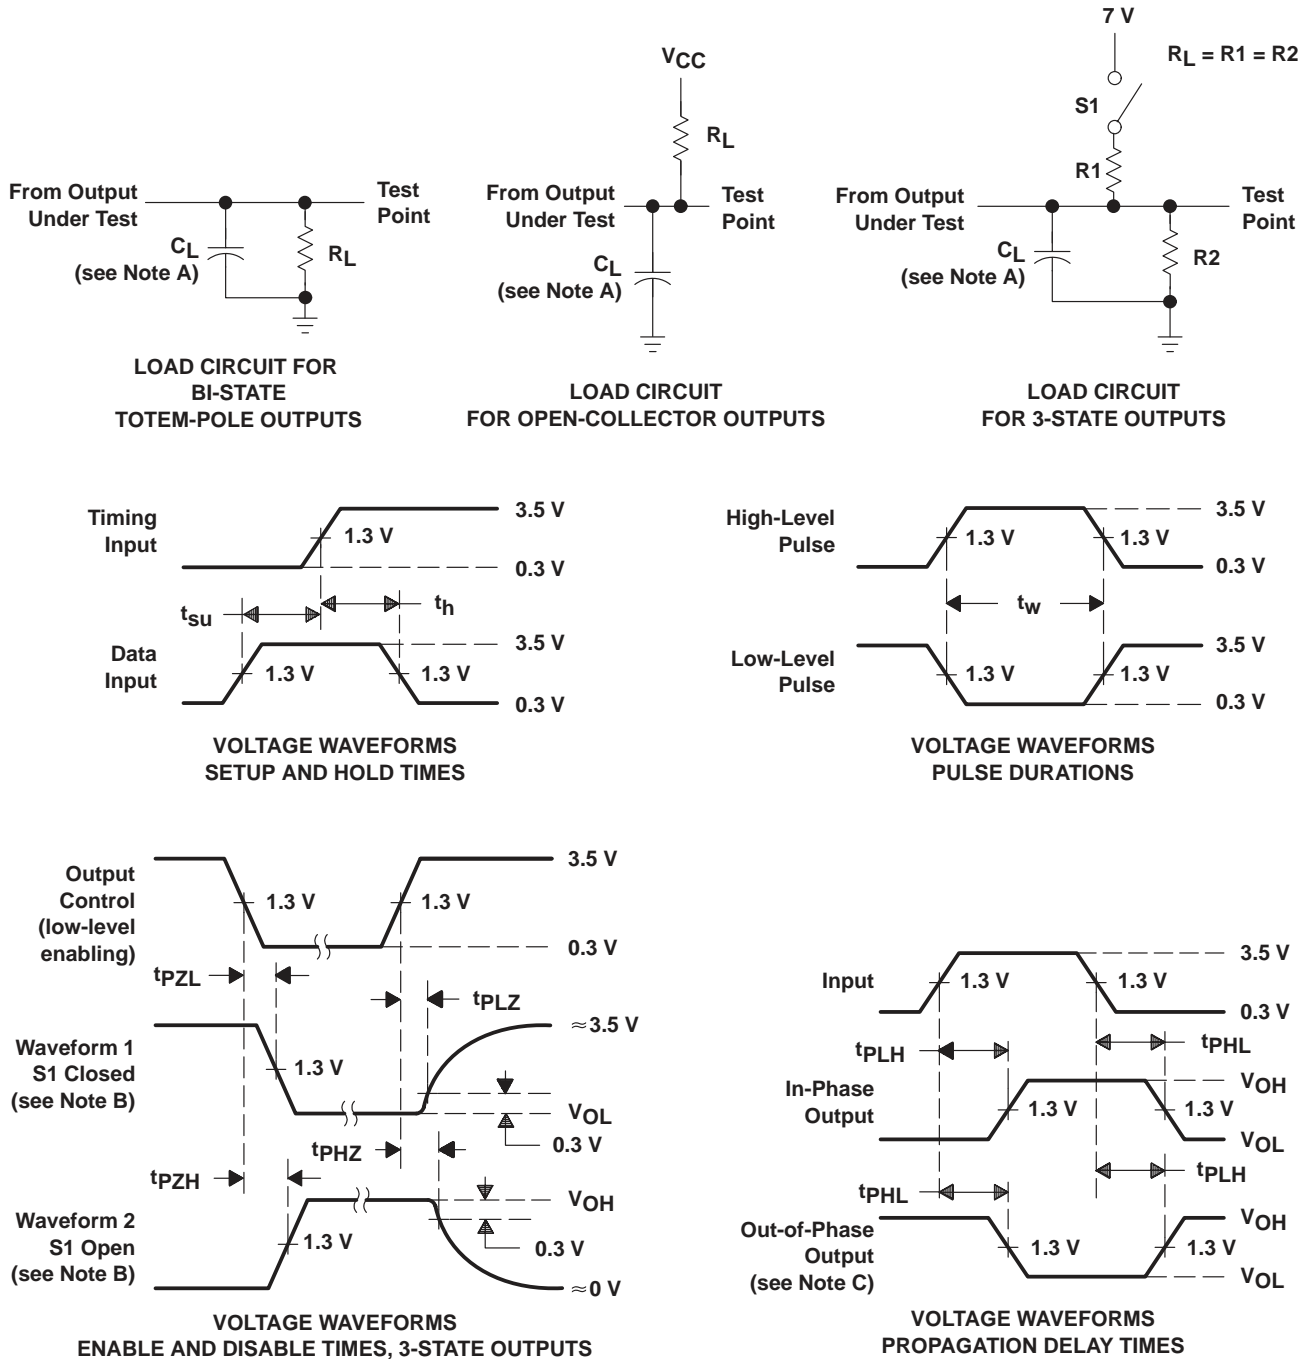 From Output
Under Test
Test
Point
CL
(see Note A)
RL
LOAD CIRCUIT FOR
BI-STATE
TOTEM-POLE OUTPUTS
VCC
RL
From Output
Under Test
Test
Point
CL
(see Note A)
LOAD CIRCUIT
FOR OPEN-COLLECTOR OUTPUTS
7 V
RL = R1 = R2
S1
R1
From Output
Under Test
Test
Point
CL
(see Note A)
R2
LOAD CIRCUIT
FOR 3-STATE OUTPUTS
Timing
Input
1.3 V
3.5 V
0.3 V
tsu
th
Data
Input
1.3 V
1.3 V
3.5 V
0.3 V
VOLTAGE WAVEFORMS
SETUP AND HOLD TIMES
High-Level
Pulse
1.3 V
1.3 V
3.5 V
0.3 V
tw
Low-Level
Pulse
1.3 V
1.3 V
3.5 V
0.3 V
VOLTAGE WAVEFORMS
PULSE DURATIONS
Output
Control
(low-level
enabling)
1.3 V
1.3 V
3.5 V
0.3 V
tPZL
tPLZ
Waveform 1
S1 Closed
(see Note B)
1.3 V
≈3.5 V
VOL
0.3 V
tPHZ
tPZH
Waveform 2
S1 Open
(see Note B)
1.3 V
VOH
0.3 V
≈0 V
VOLTAGE WAVEFORMS
ENABLE AND DISABLE TIMES, 3-STATE OUTPUTS
Input
1.3 V
1.3 V
3.5 V
0.3 V
tPLH
tPHL
In-Phase
Output
1.3 V
1.3 V
VOH
VOL
tPHL
tPLH
Out-of-Phase
Output
(see Note C)
1.3 V
1.3 V
VOH
VOL
VOLTAGE WAVEFORMS
PROPAGATION DELAY TIMES